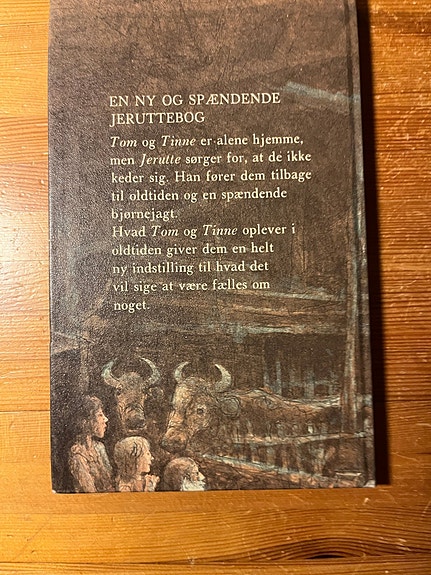 EN NY OG SPÆNDENDE
JERUTTEBOG
Tom og Tinne er alene hjemme,
men Jerutte sørger for, at de ikke
keder sig. Han fører dem tilbage
til oldtiden og en spændende
bjørnejagt.
Hvad Tom og Tinne oplever i
oldtiden giver dem en helt
ny indstilling til hvad det
vil sige at være fælles om
noget.